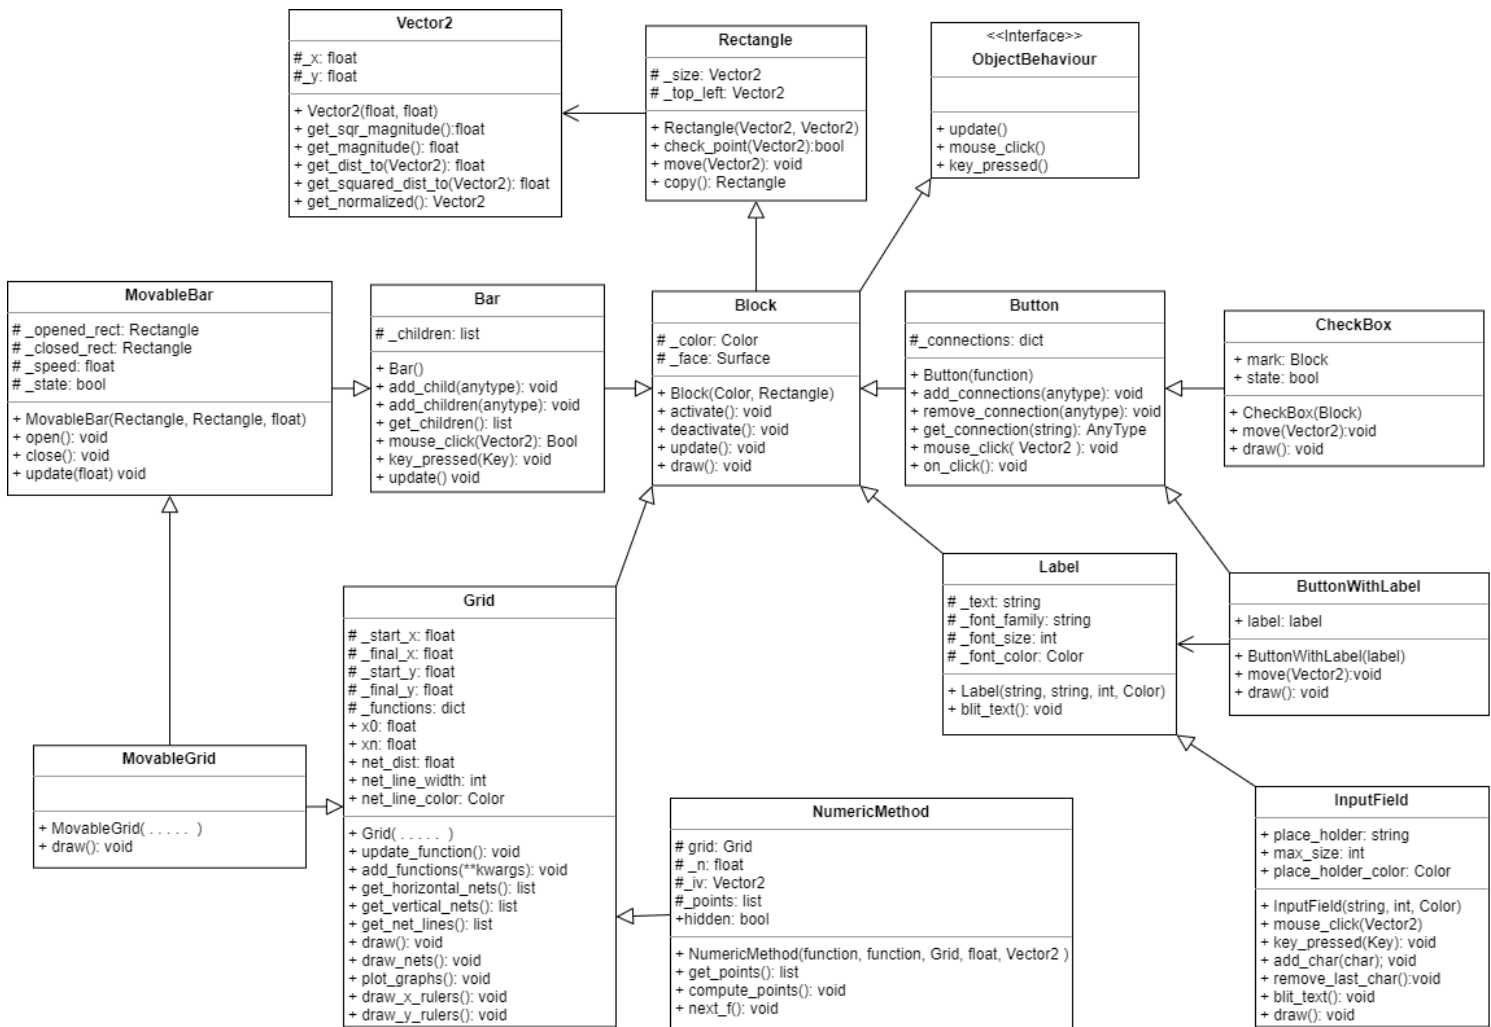 Vector2
#_x: float
#_y: float
+ Vector2(float, float)
+ get_sqr_magnitude():float
+ get_magnitude(): float
+ get_dist_to(Vector2): float
+ get_squared_dist_to(Vector2): float
+ get_normalized(): Vector2
Rectangle
# _size: Vector2
# _top_left: Vector2
+ Rectangle(Vector2, Vector2)
+ check_point(Vector2):bool
+ move(Vector2): void
+ copy(): Rectangle
<<Interface>>
ObjectBehaviour
+ update()
+ mouse_click()
+ key_pressed()
MovableBar
# _opened_rect: Rectangle
# _closed_rect: Rectangle
# _speed: float
# _state: bool
+ MovableBar(Rectangle, Rectangle, float)
+ open(): void
+ close(): void
+ update(float) void
Bar
# _children: list
+ Bar()
+ add_child(anytype): void
+ add_children(anytype): void
+ get_children(): list
+ mouse_click(Vector2): Bool
+ key_pressed(Key): void
+ update() void
Block
# _color: Color
# _face: Surface
+ Block(Color, Rectangle)
+ activate(): void
+ deactivate(): void
+ update(): void
+ draw(): void
Button
#_connections: dict
+ Button(function)
+ add_connections(anytype): void
+ remove_connection(anytype): void
+ get_connection(string): AnyType
+ mouse_click( Vector2 ): void
+ on_click(): void
CheckBox
+ mark: Block
+ state: bool
+ CheckBox(Block)
+ move(Vector2):void
+ draw(): void
Grid
# _start_x: float
# _final_x: float
# _start_y: float
# _final_y: float
# _functions: dict
+ x0: float
+ xn: float
+ net_dist: float
+ net_line_width: int
+ net_line_color: Color
+ Grid( . . . . . )
+ update_function(): void
+ add_functions(**kwargs): void
+ get_horizontal_nets(): list
+ get_vertical_nets(): list
+ get_net_lines(): list
+ draw(): void
+ draw_nets(): void
+ plot_graphs(): void
+ draw_x_rulers(): void
+ draw_y_rulers(): void
Label
# _text: string
# _font_family: string
# _font_size: int
# _font_color: Color
+ Label(string, string, int, Color)
+ blit_text(): void
ButtonWithLabel
+ label: label
+ ButtonWithLabel(label)
+ move(Vector2):void
+ draw(): void
MovableGrid
+ MovableGrid( . . . . . )
+ draw(): void
NumericMethod
# grid: Grid
# _n: float
#_iv: Vector2
#_points: list
+hidden: bool
+ NumericMethod(function, function, Grid, float, Vector2 )
+ get_points(): list
+ compute_points(): void
+ next_f(): void
InputField
+ place_holder: string
+ max_size: int
+ place_holder_color: Color
+ InputField(string, int, Color)
+ mouse_click(Vector2)
+ key_pressed(Key): void
+ add_char(char); void
+ remove_last_char():void
+ blit_text(): void
+ draw(): void